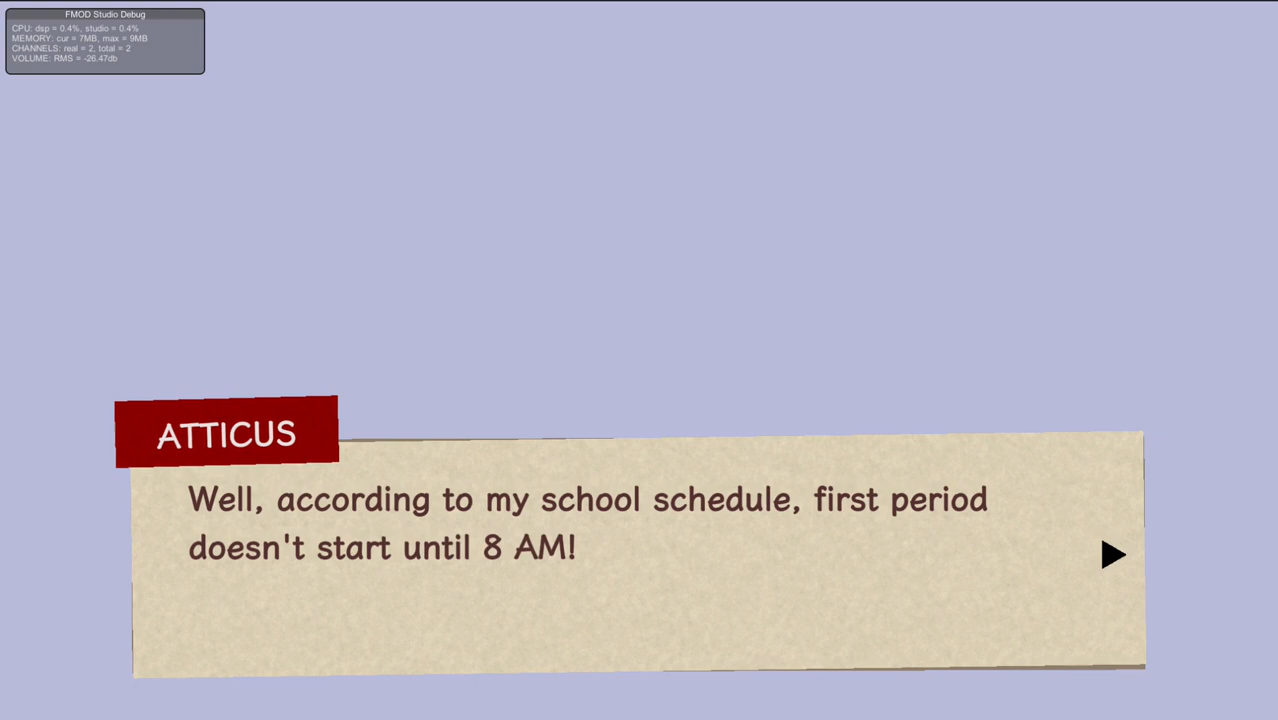 FMOD Studio Debug
CPU: dsp = 0.4%, studio = 0.4%
MEMORY: cur = 7MB, max = 9MB
CHANNELS: real = 2, total = 2
VOLUME: RMS = -26.47db
ATTICUS
Well, according to my school schedule, first period
doesn't start until 8 AM!